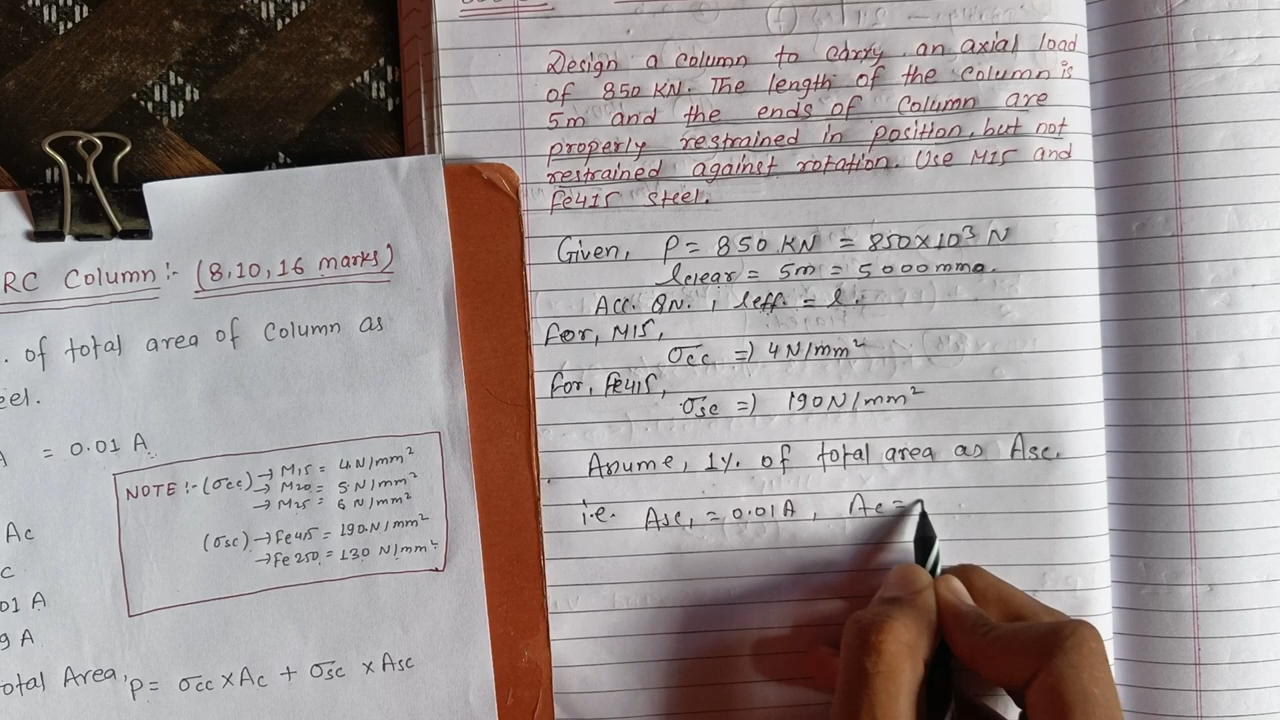 RC Column :- (8,10,16 marks)
. of total area of column as
eel.
A = 0.01 A
NOTE :- (σcc) → M15 = 4N/mm²
→ M20 = 5 N/mm²
→ M25 = 6 N/mm²
(σsc) → Fe415 = 190 N/mm²
→ Fe 250 = 130 N/mm²
Ac
c
01 A
9 A
otal Area, P = σcc × Ac + σsc × Asc
Design a column to carry an axial load
of 850 KN. The length of the column is
5m and the ends of column are
properly restrained in position, but not
restrained against rotation. Use M15 and
Fe415 steel.
Given, P = 850 KN = 850×10³ N
lclear = 5m = 5000mm.
Acc. QN., leff. = l.
for, M15,
σcc => 4 N/mm²
for, Fe415,
σsc => 190 N/mm²
Assume, 1%. of total area as Asc.
i.e. Asc, = 0.01A, Ac =